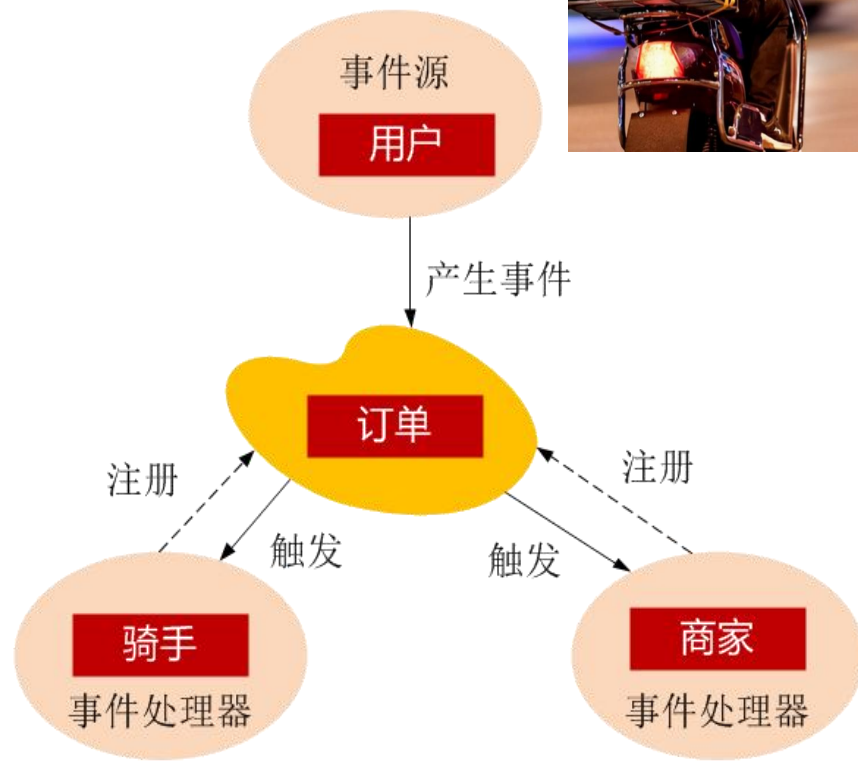 事件源
用户
产生事件
订单
注册
注册
触发
触发
骑手
事件处理器
商家
事件处理器